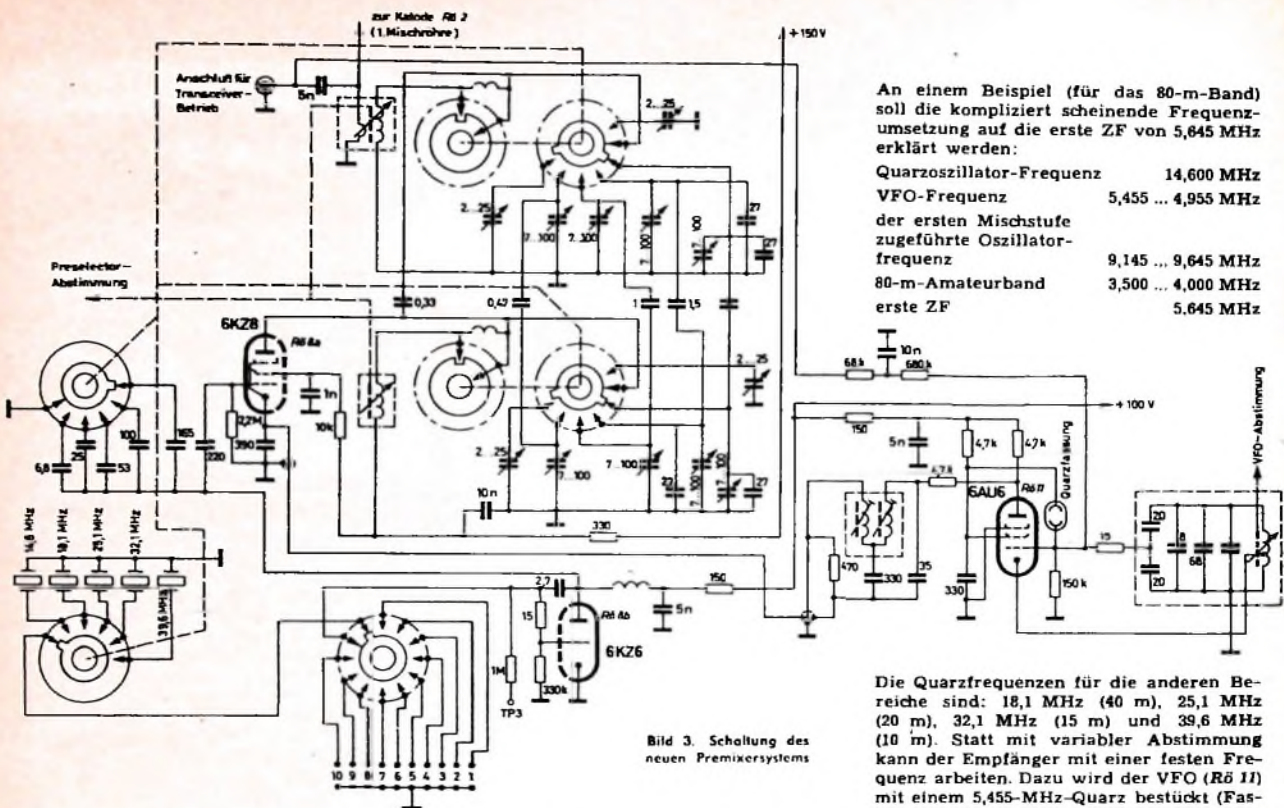 zur Katode Rö 2
(1. Mischröhre)
+150V
Anschluß für
Transceiver-
Betrieb
5n
2...25
2...25
7...100
7...100
7...100
7...100
27
27
Preselector-
Abstimmung
0,33
0,47
1
1,5
6KZ8
Rö 8a
1n
2,2M
390
10k
6,8
25
53
100
165
220
2...25
2...25
7...100
7...100
7...100
27
27
10n
330
14,6 MHz
18,1 MHz
25,1 MHz
32,1 MHz
39,6 MHz
2,7
15
330k
1M
TP3
Rö 8b
6KZ6
5n
150
10 9 8 7 6 5 4 3 2 1
An einem Beispiel (für das 80-m-Band)
soll die kompliziert scheinende Frequenz-
umsetzung auf die erste ZF von 5,645 MHz
erklärt werden:
Quarzoszillator-Frequenz 14,600 MHz
VFO-Frequenz 5,455 ... 4,955 MHz
der ersten Mischstufe
zugeführte Oszillator-
frequenz 9,145 ... 9,645 MHz
80-m-Amateurband 3,500 ... 4,000 MHz
erste ZF 5,645 MHz
68k
10n
680k
+100 V
150
5n
4,7k
4,7k
4,7k
Quarzfassung
6AU6
Rö 11
470
330
35
330
150k
15
20
20
8
68
VFO-Abstimmung
Bild 3. Schaltung des
neuen Premixersystems
Die Quarzfrequenzen für die anderen Be-
reiche sind: 18,1 MHz (40 m), 25,1 MHz
(20 m), 32,1 MHz (15 m) und 39,6 MHz
(10 m). Statt mit variabler Abstimmung
kann der Empfänger mit einer festen Fre-
quenz arbeiten. Dazu wird der VFO (Rö 11)
mit einem 5,455-MHz-Quarz bestückt (Fas-